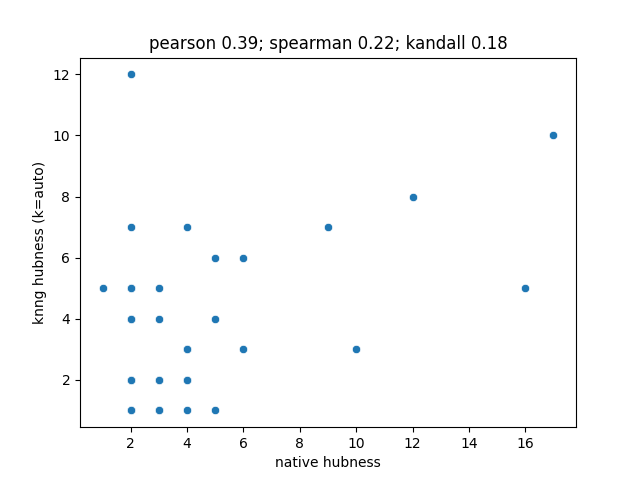 pearson 0.39; spearman 0.22; kandall 0.18
12
10
8
6
4
2
knng hubness (k=auto)
2 4 6 8 10 12 14 16
native hubness